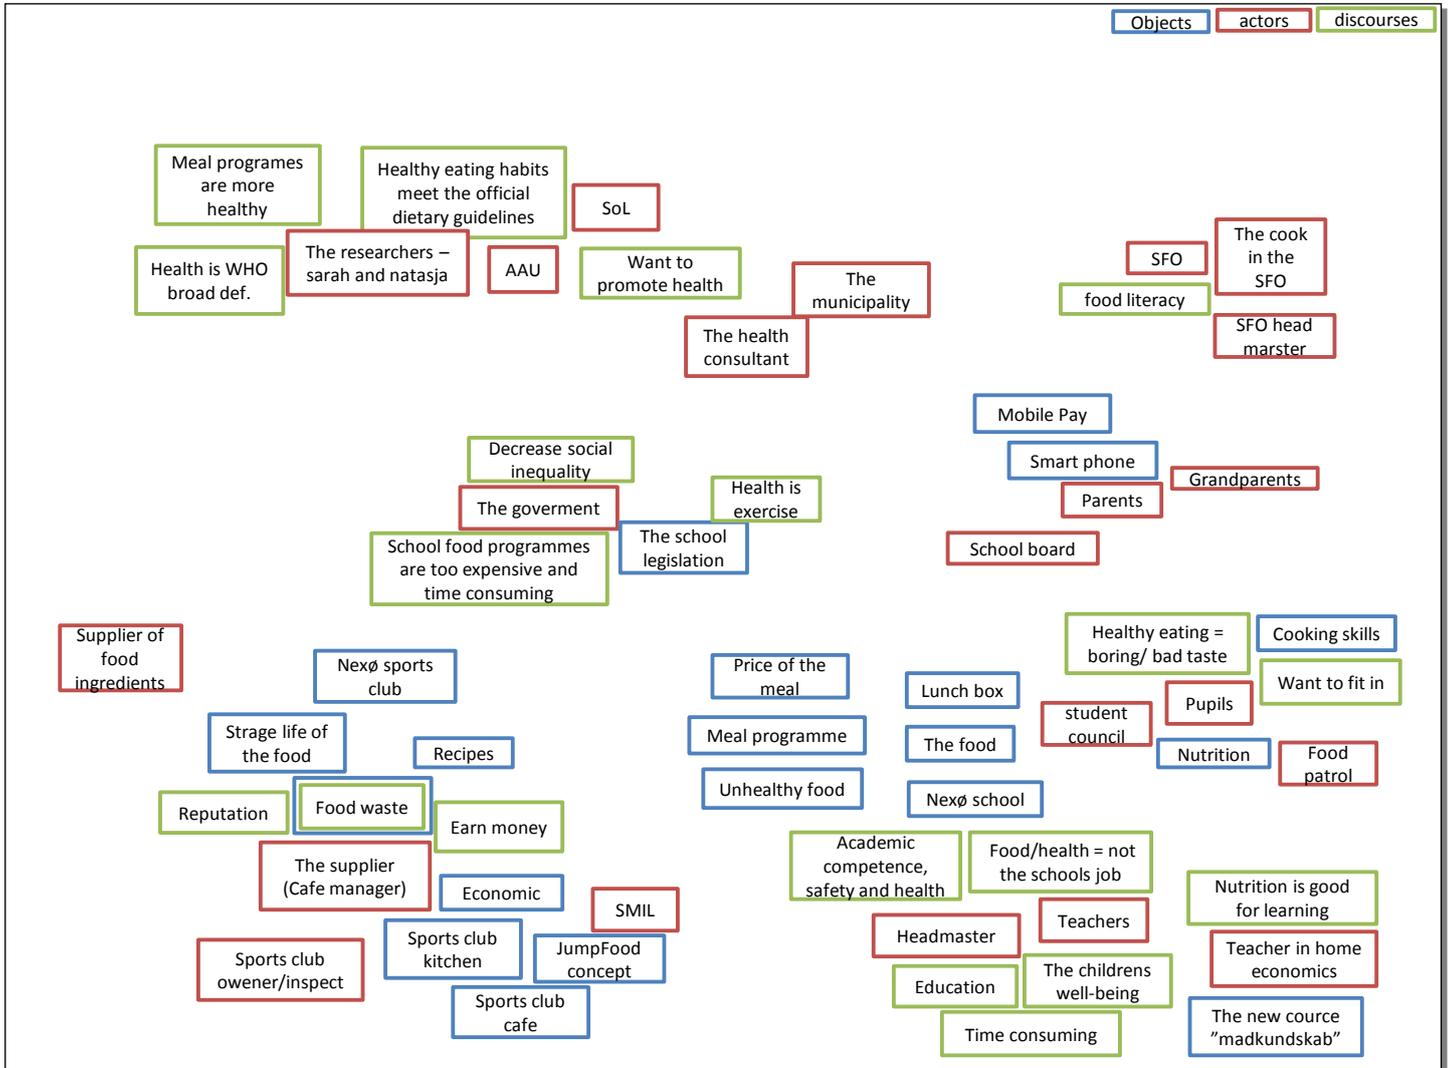 Objects
actors
discourses
Meal programes
are more
healthy
Healthy eating habits
meet the official
dietary guidelines
SoL
Health is WHO
broad def.
The researchers –
sarah and natasja
AAU
Want to
promote health
The
municipality
The health
consultant
SFO
The cook
in the
SFO
food literacy
SFO head
marster
Mobile Pay
Smart phone
Grandparents
Parents
School board
Decrease social
inequality
The goverment
Health is
exercise
The school
legislation
School food programmes
are too expensive and
time consuming
Supplier of
food
ingredients
Nexø sports
club
Strage life of
the food
Recipes
Reputation
Food waste
Earn money
The supplier
(Cafe manager)
Economic
SMIL
Sports club
owener/inspect
Sports club
kitchen
JumpFood
concept
Sports club
cafe
Price of the
meal
Meal programme
Unhealthy food
Lunch box
The food
Nexø school
Healthy eating =
boring/ bad taste
Cooking skills
Want to fit in
Pupils
student
council
Nutrition
Food
patrol
Academic
competence,
safety and health
Food/health = not
the schools job
Headmaster
Teachers
Education
The childrens
well-being
Time consuming
Nutrition is good
for learning
Teacher in home
economics
The new cource
”madkundskab”